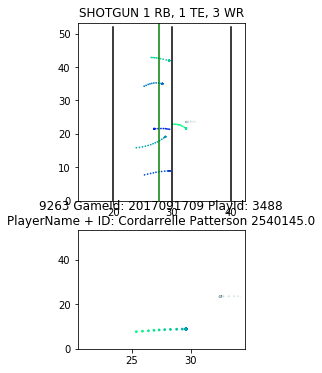 SHOTGUN 1 RB, 1 TE, 3 WR
50
40
30
20
10
0
20 30 40
9263 GameId: 2017091709 PlayId: 3488
PlayerName + ID: Cordarrelle Patterson 2540145.0
40
20
0
25 30